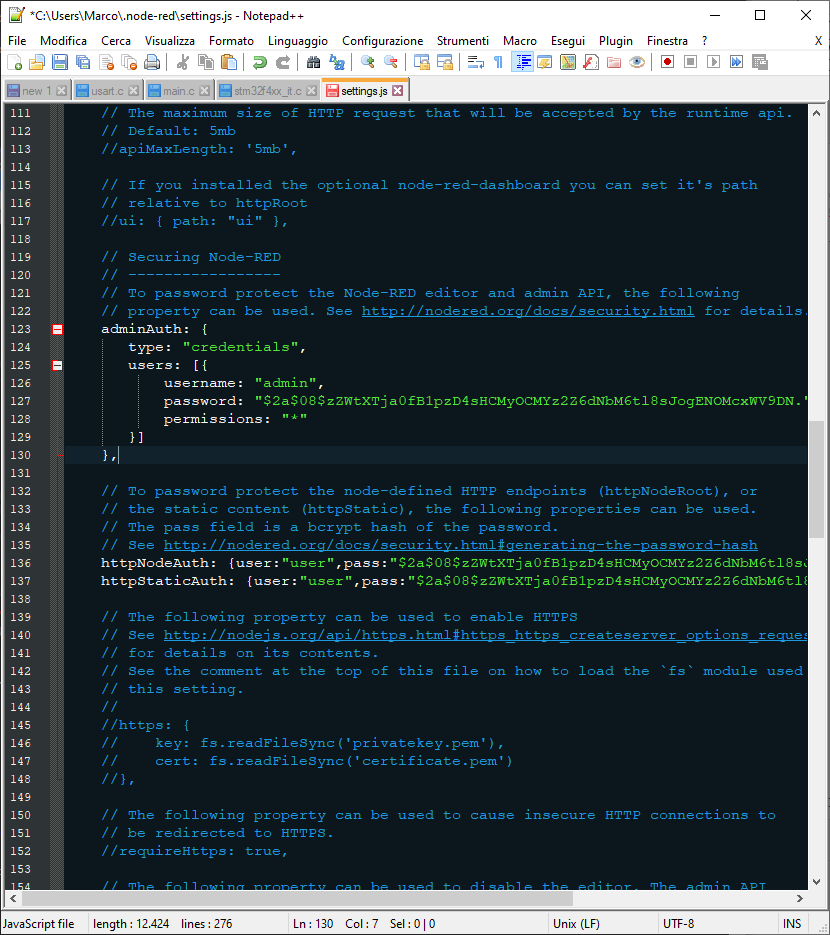 *C:\Users\Marco\.node-red\settings.js - Notepad++
File Modifica Cerca Visualizza Formato Linguaggio Configurazione Strumenti Macro Esegui Plugin Finestra ? X
new 1 usart.c main.c stm32f4xx_it.c settings.js
111 // The maximum size of HTTP request that will be accepted by the runtime api.
112 // Default: 5mb
113 //apiMaxLength: '5mb',
114
115 // If you installed the optional node-red-dashboard you can set it's path
116 // relative to httpRoot
117 //ui: { path: "ui" },
118
119 // Securing Node-RED
120 // -----------------
121 // To password protect the Node-RED editor and admin API, the following
122 // property can be used. See http://nodered.org/docs/security.html for details.
123 adminAuth: {
124 type: "credentials",
125 users: [{
126 username: "admin",
127 password: "$2a$08$zZWtXTja0fB1pzD4sHCMyOCMYz2Z6dNbM6tl8sJogENOMcxWV9DN."
128 permissions: "*"
129 }]
130 },
131
132 // To password protect the node-defined HTTP endpoints (httpNodeRoot), or
133 // the static content (httpStatic), the following properties can be used.
134 // The pass field is a bcrypt hash of the password.
135 // See http://nodered.org/docs/security.html#generating-the-password-hash
136 httpNodeAuth: {user:"user",pass:"$2a$08$zZWtXTja0fB1pzD4sHCMyOCMYz2Z6dNbM6tl8sJ
137 httpStaticAuth: {user:"user",pass:"$2a$08$zZWtXTja0fB1pzD4sHCMyOCMYz2Z6dNbM6tl8
138
139 // The following property can be used to enable HTTPS
140 // See http://nodejs.org/api/https.html#https_https_createserver_options_reques
141 // for details on its contents.
142 // See the comment at the top of this file on how to load the `fs` module used
143 // this setting.
144 //
145 //https: {
146 // key: fs.readFileSync('privatekey.pem'),
147 // cert: fs.readFileSync('certificate.pem')
148 //},
149
150 // The following property can be used to cause insecure HTTP connections to
151 // be redirected to HTTPS.
152 //requireHttps: true,
153
154 // The following property can be used to disable the editor. The admin API
JavaScript file length : 12.424 lines : 276 Ln : 130 Col : 7 Sel : 0 | 0 Unix (LF) UTF-8 INS